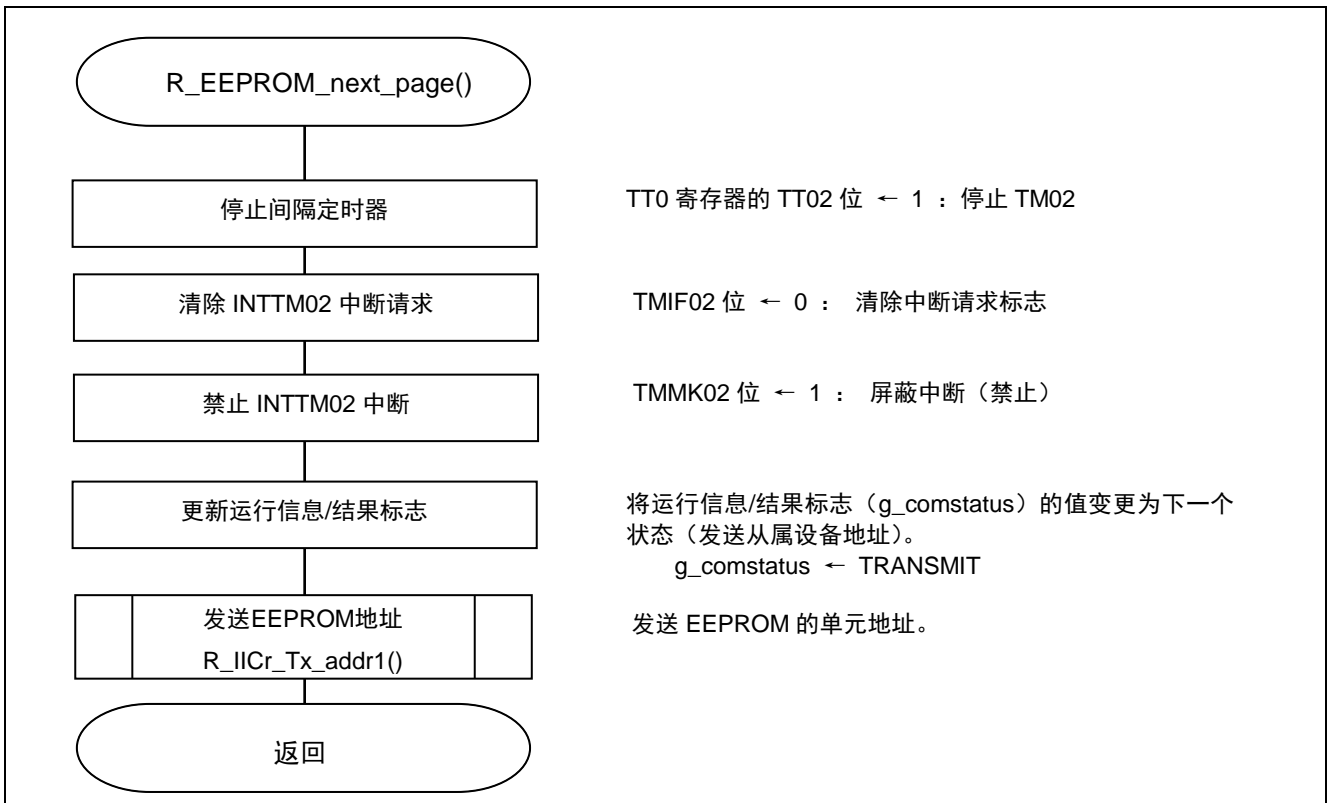 R_EEPROM_next_page()
停止间隔定时器
TT0 寄存器的 TT02 位 ← 1 ：停止 TM02
清除 INTTM02 中断请求
TMIF02 位 ← 0 ： 清除中断请求标志
禁止 INTTM02 中断
TMMK02 位 ← 1 ： 屏蔽中断（禁止）
更新运行信息/结果标志
将运行信息/结果标志（g_comstatus）的值变更为下一个
状态（发送从属设备地址）。
g_comstatus ← TRANSMIT
发送EEPROM地址
R_IICr_Tx_addr1()
发送 EEPROM 的单元地址。
返回